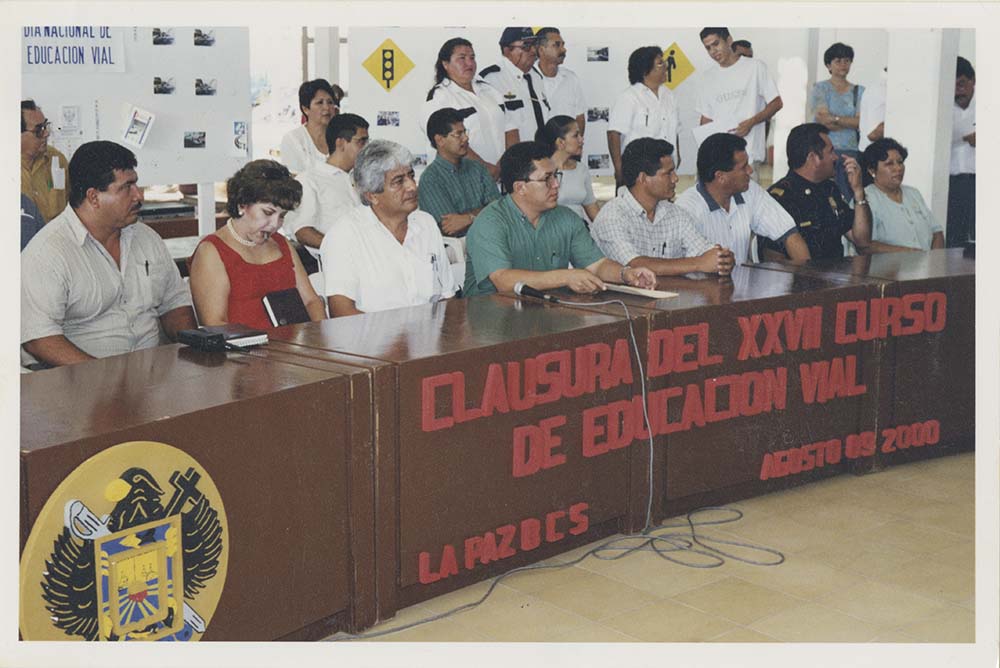 DIA NACIONAL DE
EDUCACION VIAL
CLAUSURA DEL XXVII CURSO
DE EDUCACION VIAL
AGOSTO 09 2000
LA PAZ B C S